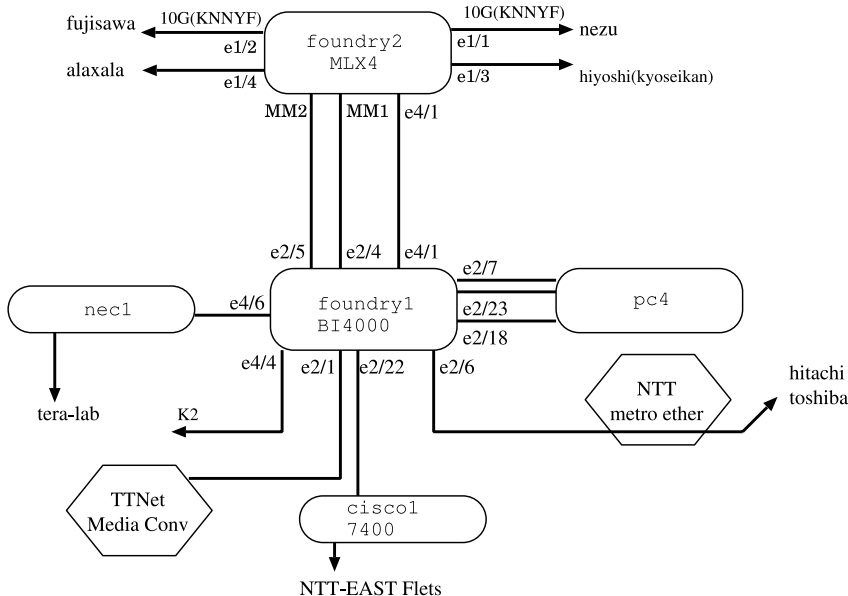 fujisawa
10G(KNNYF)
e1/2
foundry2
MLX4
10G(KNNYF)
e1/1
nezu
alaxala
e1/4
e1/3
hiyoshi(kyoseikan)
MM2
MM1
e4/1
e2/5
e2/4
e4/1
nec1
e4/6
foundry1
BI4000
e2/7
e2/23
e2/18
pc4
e4/4
e2/1
e2/22
e2/6
tera-lab
K2
NTT
metro ether
hitachi
toshiba
TTNet
Media Conv
cisco1
7400
NTT-EAST Flets